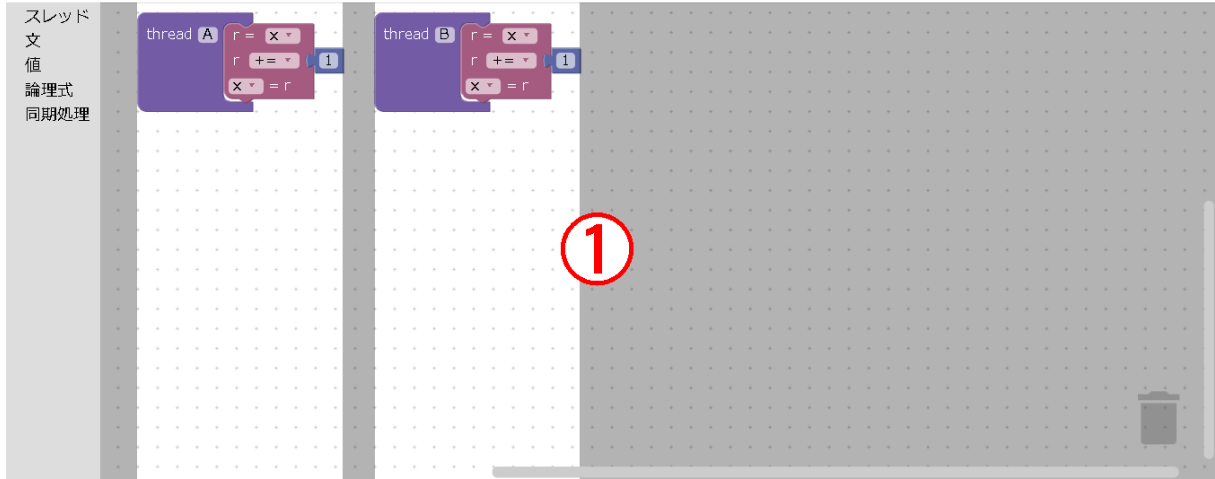 スレッド
文
値
論理式
同期処理
thread A r = x
r += 1
x = r
thread B r = x
r += 1
x = r
①